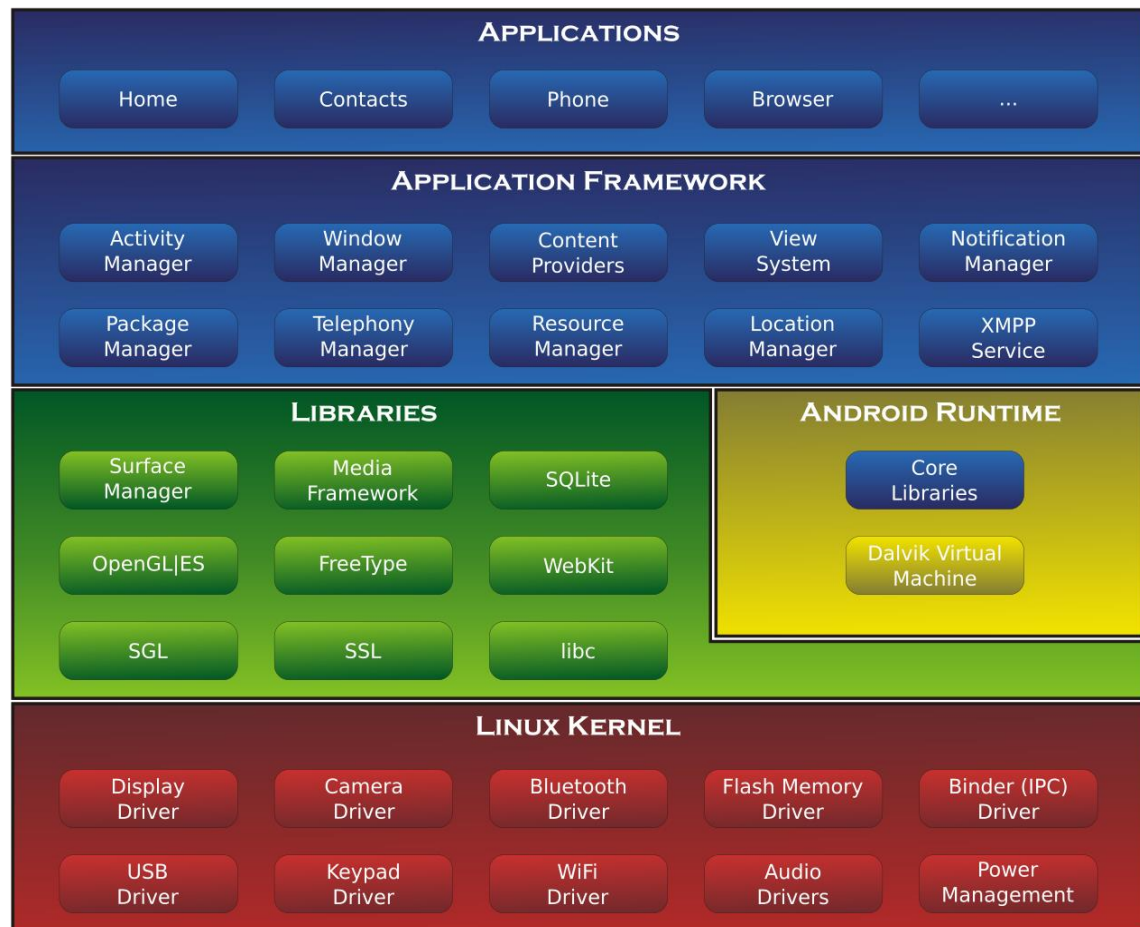 APPLICATIONS
Home
Contacts
Phone
Browser
...
APPLICATION FRAMEWORK
Activity
Manager
Window
Manager
Content
Providers
View
System
Notification
Manager
Package
Manager
Telephony
Manager
Resource
Manager
Location
Manager
XMPP
Service
LIBRARIES
Surface
Manager
Media
Framework
SQLite
OpenGL|ES
FreeType
WebKit
SGL
SSL
libc
ANDROID RUNTIME
Core
Libraries
Dalvik Virtual
Machine
LINUX KERNEL
Display
Driver
Camera
Driver
Bluetooth
Driver
Flash Memory
Driver
Binder (IPC)
Driver
USB
Driver
Keypad
Driver
WiFi
Driver
Audio
Drivers
Power
Management